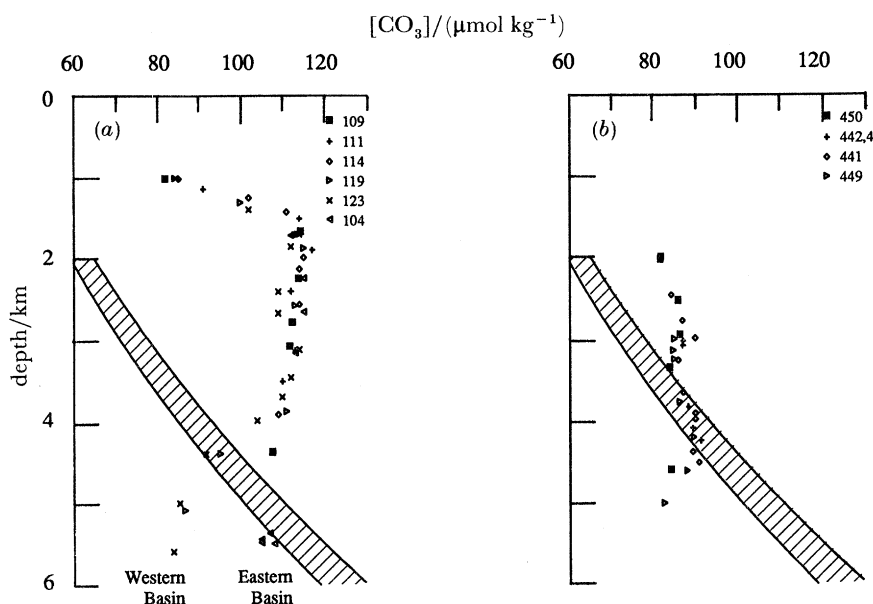 [CO₃]/(μmol kg⁻¹)
60 80 100 120
60 80 100 120
0
2
4
6
depth/km
(a)
109
111
114
119
123
104
Western
Basin
Eastern
Basin
(b)
450
442,4
441
449